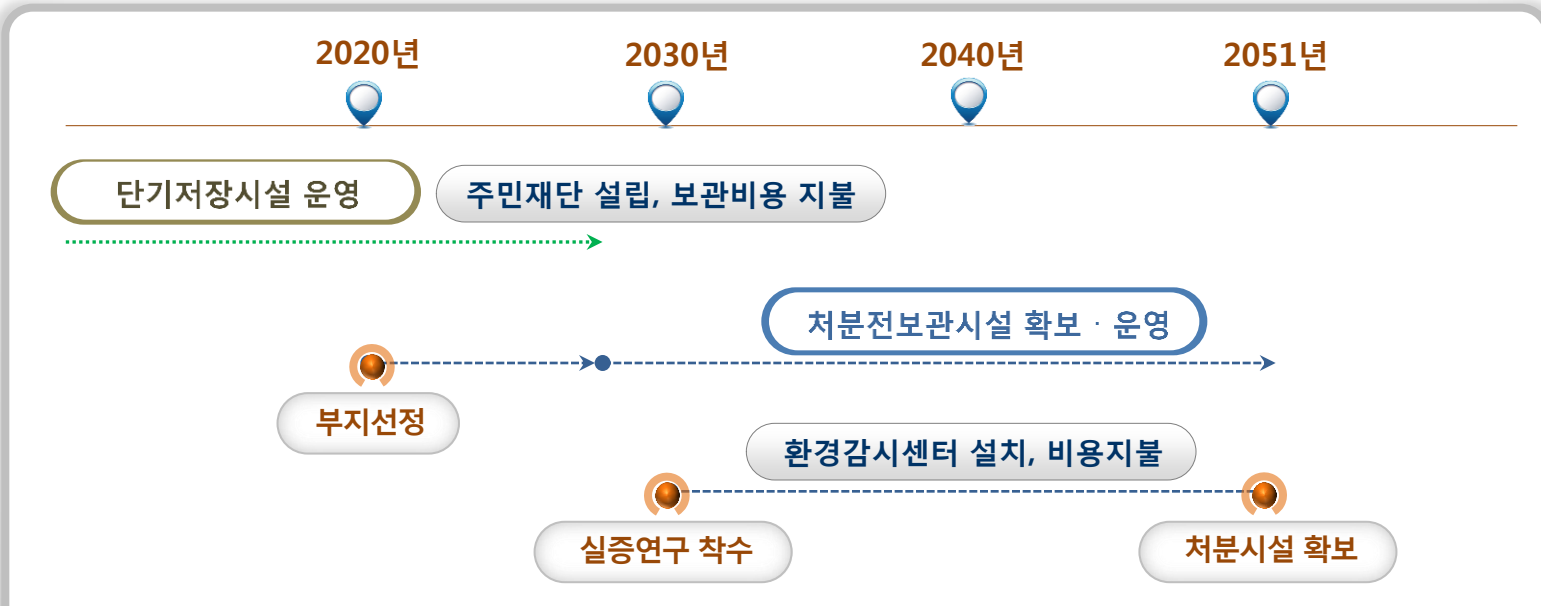 2020년
2030년
2040년
2051년
단기저장시설 운영
주민재단 설립, 보관비용 지불
처분전보관시설 확보 · 운영
부지선정
환경감시센터 설치, 비용지불
실증연구 착수
처분시설 확보